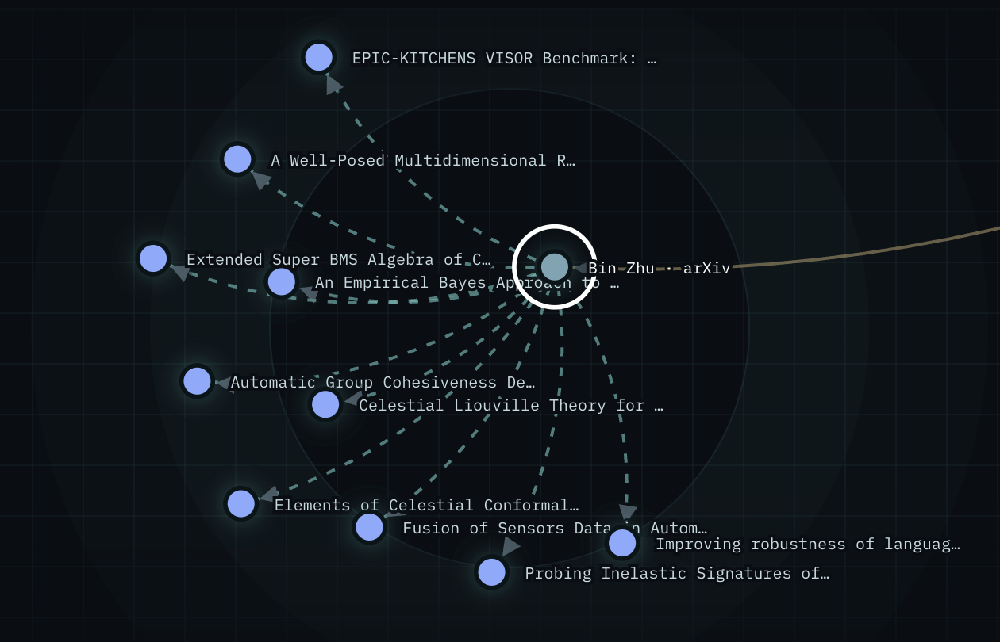 EPIC-KITCHENS VISOR Benchmark: …
A Well-Posed Multidimensional R…
Extended Super BMS Algebra of C…
Bin Zhu · arXiv
An Empirical Bayes Approach to …
Automatic Group Cohesiveness De…
Celestial Liouville Theory for …
Elements of Celestial Conformal…
Fusion of Sensors Data in Autom…
Improving robustness of languag…
Probing Inelastic Signatures of…